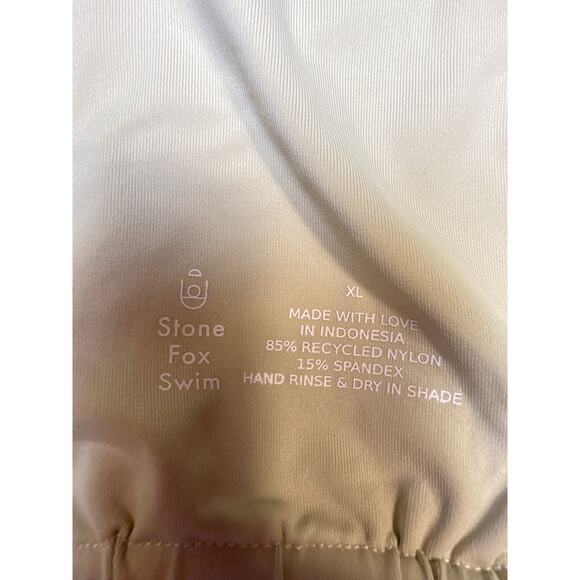 Stone
Fox
Swim
XL
MADE WITH LOVE
IN INDONESIA
85% RECYCLED NYLON
15% SPANDEX
HAND RINSE & DRY IN SHADE